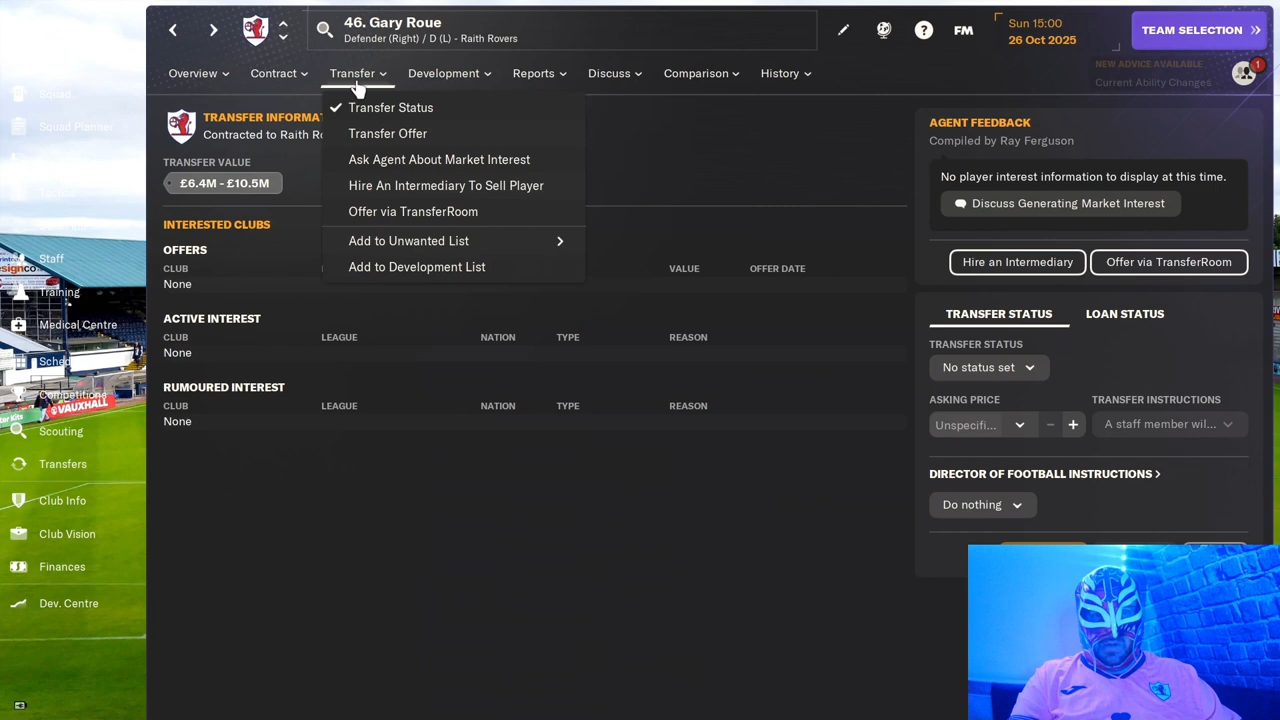 46. Gary Roue
Defender (Right) / D (L) - Raith Rovers
FM
Sun 15:00
26 Oct 2025
TEAM SELECTION
Overview
Contract
Transfer
Development
Reports
Discuss
Comparison
History
NEW ADVICE AVAILABLE
Current Ability Changes
1
Squad
Squad Planner
Staff
Training
Medical Centre
Sched
Competitions
Scouting
Transfers
Club Info
Club Vision
Finances
Dev. Centre
VAUXHALL
TRANSFER INFORMAT
Contracted to Raith Ro
TRANSFER VALUE
£6.4M - £10.5M
Transfer Status
Transfer Offer
Ask Agent About Market Interest
Hire An Intermediary To Sell Player
Offer via TransferRoom
Add to Unwanted List
Add to Development List
INTERESTED CLUBS
OFFERS
CLUB VALUE OFFER DATE
None
ACTIVE INTEREST
CLUB LEAGUE NATION TYPE REASON
None
RUMOURED INTEREST
CLUB LEAGUE NATION TYPE REASON
None
AGENT FEEDBACK
Compiled by Ray Ferguson
No player interest information to display at this time.
Discuss Generating Market Interest
Hire an Intermediary
Offer via TransferRoom
TRANSFER STATUS LOAN STATUS
TRANSFER STATUS
No status set
ASKING PRICE TRANSFER INSTRUCTIONS
Unspecifi... A staff member wil...
DIRECTOR OF FOOTBALL INSTRUCTIONS
Do nothing